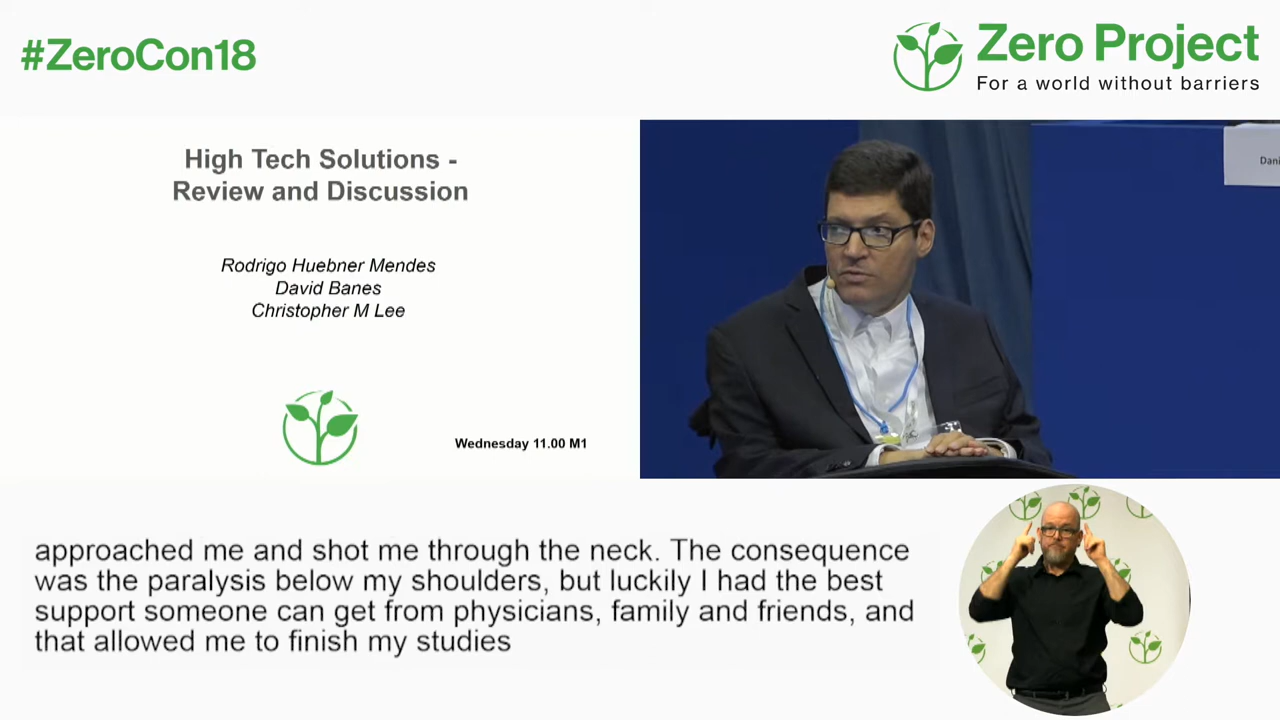 #ZeroCon18
Zero Project
For a world without barriers
High Tech Solutions -
Review and Discussion
Rodrigo Huebner Mendes
David Banes
Christopher M Lee
Wednesday 11.00 M1
Dani
approached me and shot me through the neck. The consequence
was the paralysis below my shoulders, but luckily I had the best
support someone can get from physicians, family and friends, and
that allowed me to finish my studies